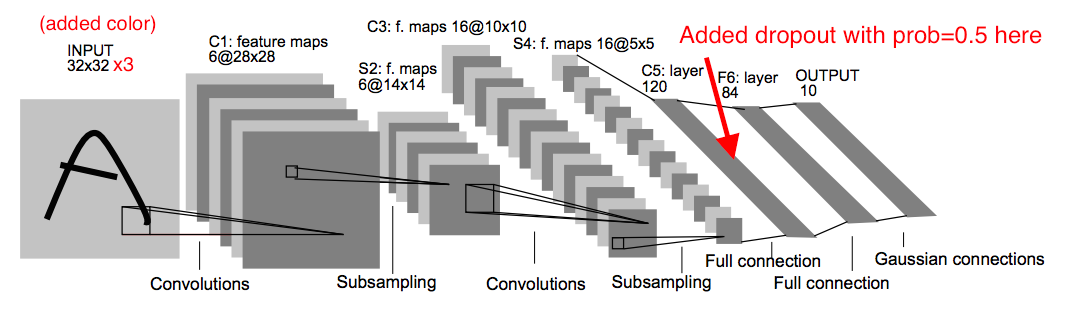 (added color)
INPUT
32x32 x3
C1: feature maps
6@28x28
S2: f. maps
6@14x14
C3: f. maps 16@10x10
S4: f. maps 16@5x5
Added dropout with prob=0.5 here
C5: layer
120
F6: layer
84
OUTPUT
10
Convolutions
Subsampling
Convolutions
Subsampling
Full connection
Full connection
Gaussian connections